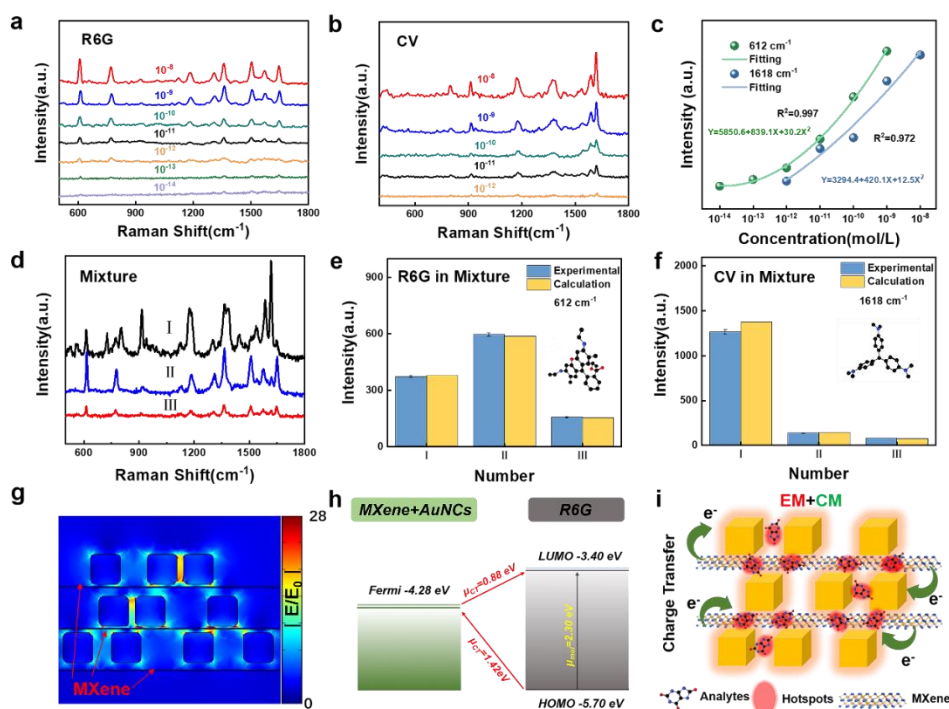 a
R6G
10⁻⁸
10⁻⁹
10⁻¹⁰
10⁻¹¹
10⁻¹²
10⁻¹³
10⁻¹⁴
Intensity(a.u.)
600 900 1200 1500 1800
Raman Shift(cm⁻¹)
b
CV
10⁻⁸
10⁻⁹
10⁻¹⁰
10⁻¹¹
10⁻¹²
Intensity(a.u.)
600 900 1200 1500 1800
Raman Shift(cm⁻¹)
c
612 cm⁻¹
Fitting
1618 cm⁻¹
Fitting
R²=0.997
Y=5850.6+839.1X+30.2X²
R²=0.972
Y=3294.4+420.1X+12.5X²
Intensity(a.u.)
10⁻¹⁴ 10⁻¹³ 10⁻¹² 10⁻¹¹ 10⁻¹⁰ 10⁻⁹ 10⁻⁸
Concentration(mol/L)
d
Mixture
I
II
III
Intensity(a.u.)
600 900 1200 1500 1800
Raman Shift(cm⁻¹)
e
R6G in Mixture
Experimental
Calculation
612 cm⁻¹
900
600
300
0
Intensity(a.u.)
I II III
Number
f
CV in Mixture
Experimental
Calculation
1618 cm⁻¹
2000
1500
1000
500
0
Intensity(a.u.)
I II III
Number
g
MXene
28
| E/E₀ |
0
h
MXene+AuNCs
R6G
Fermi -4.28 eV
LUMO -3.40 eV
μCT=0.88 eV
μCT=1.42eV
μmol=2.30 eV
HOMO -5.70 eV
i
EM+CM
e⁻
e⁻
e⁻
e⁻
Charge Transfer
Analytes
Hotspots
MXene